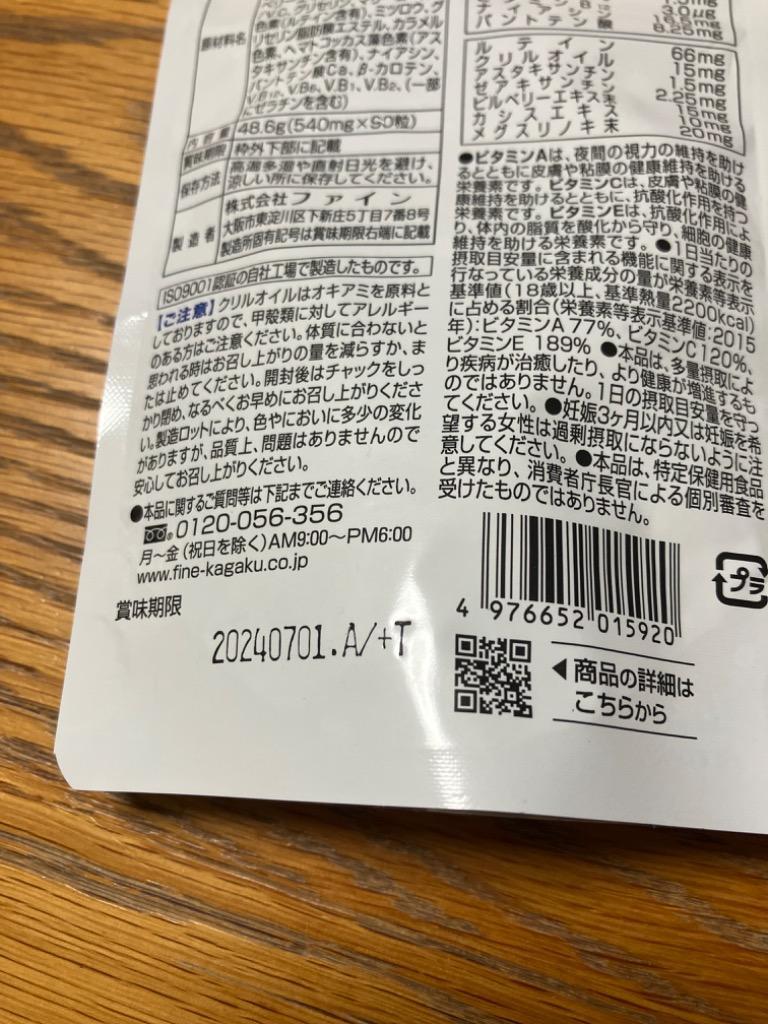 原材料名
色素(ルテイン含有)、ミツロウ、グ
リセリン脂肪酸エステル、カラメル
色素、ヘマトコッカス藻色素(アス
タキサンチン含有)、ナイアシン、
パントテン酸Ca、β-カロテン、
V.B₆、V.B₁、V.B₂、(一部
にゼラチンを含む)
内容量 48.6g(540mg×90粒)
賞味期限 枠外下部に記載
保存方法 高温多湿や直射日光を避け、
涼しい所に保存してください。
製造者 株式会社ファイン
大阪市東淀川区下新庄5丁目7番8号
製造所固有記号は賞味期限右端に記載
ISO9001認証の自社工場で製造したものです。
【ご注意】クリルオイルはオキアミを原料と
しておりますので、甲殻類に対してアレルギー
のある方はご注意ください。体質に合わないと
思われる時はお召し上がりの量を減らすか、ま
たは止めてください。開封後はチャックをしっ
かり閉め、なるべくお早めにお召し上がりくださ
い。製造ロットにより、色やにおいに多少の変化
がありますが、品質上、問題はありませんので
安心してお召し上がりください。
●本品に関するご質問等は下記までご連絡ください。
0120-056-356
月～金(祝日を除く)AM9:00～PM6:00
www.fine-kagaku.co.jp
賞味期限
20240701.A/+T
パントテン酸 8.25mg
ルテイン 66mg
クリルオイル 15mg
アスタキサンチン 1.5mg
ゼアキサンチン 2.25mg
ビルベリーエキス末 15mg
カシスエキス 10mg
メグスリノキ末 20mg
●ビタミンAは、夜間の視力の維持を助け
るとともに皮膚や粘膜の健康維持を助ける
栄養素です。ビタミンCは、皮膚や粘膜の健
康維持を助けるとともに、抗酸化作用を持つ
栄養素です。ビタミンEは、抗酸化作用によ
り、体内の脂質を酸化から守り、細胞の健康
維持を助ける栄養素です。●1日当たりの
摂取目安量に含まれる機能に関する表示を
行なっている栄養成分の量が栄養素等表示
基準値(18歳以上、基準熱量2200kcal)
に占める割合(栄養素等表示基準値:2015
年):ビタミンA 77%、ビタミンC120%、
ビタミンE 189% ●本品は、多量摂取によ
り疾病が治癒したり、より健康が増進するも
のではありません。1日の摂取目安量を守っ
てください。●妊娠3ヶ月以内又は妊娠を希
望する女性は過剰摂取にならないように注
意してください。●本品は、特定保健用食品
と異なり、消費者庁長官による個別審査を
受けたものではありません。
4 976652 015920
プラ
◀商品の詳細は
こちらから